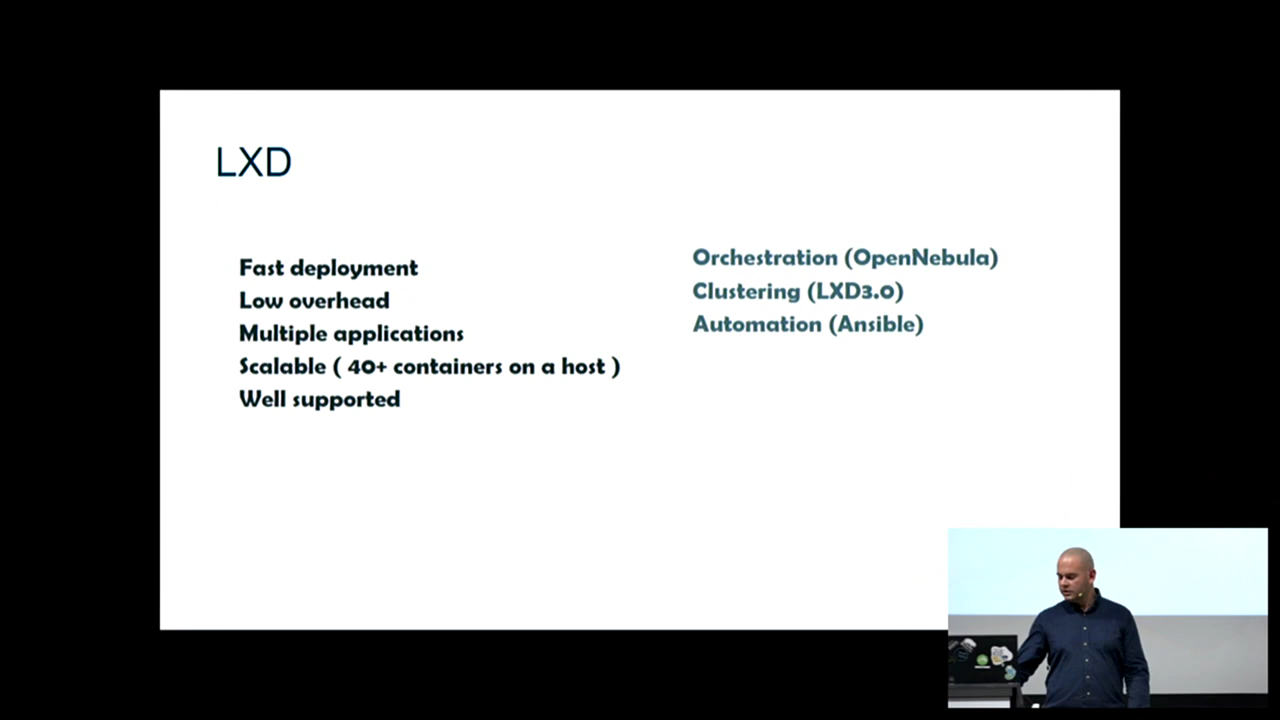 LXD
Fast deployment
Low overhead
Multiple applications
Scalable ( 40+ containers on a host )
Well supported
Orchestration (OpenNebula)
Clustering (LXD3.0)
Automation (Ansible)